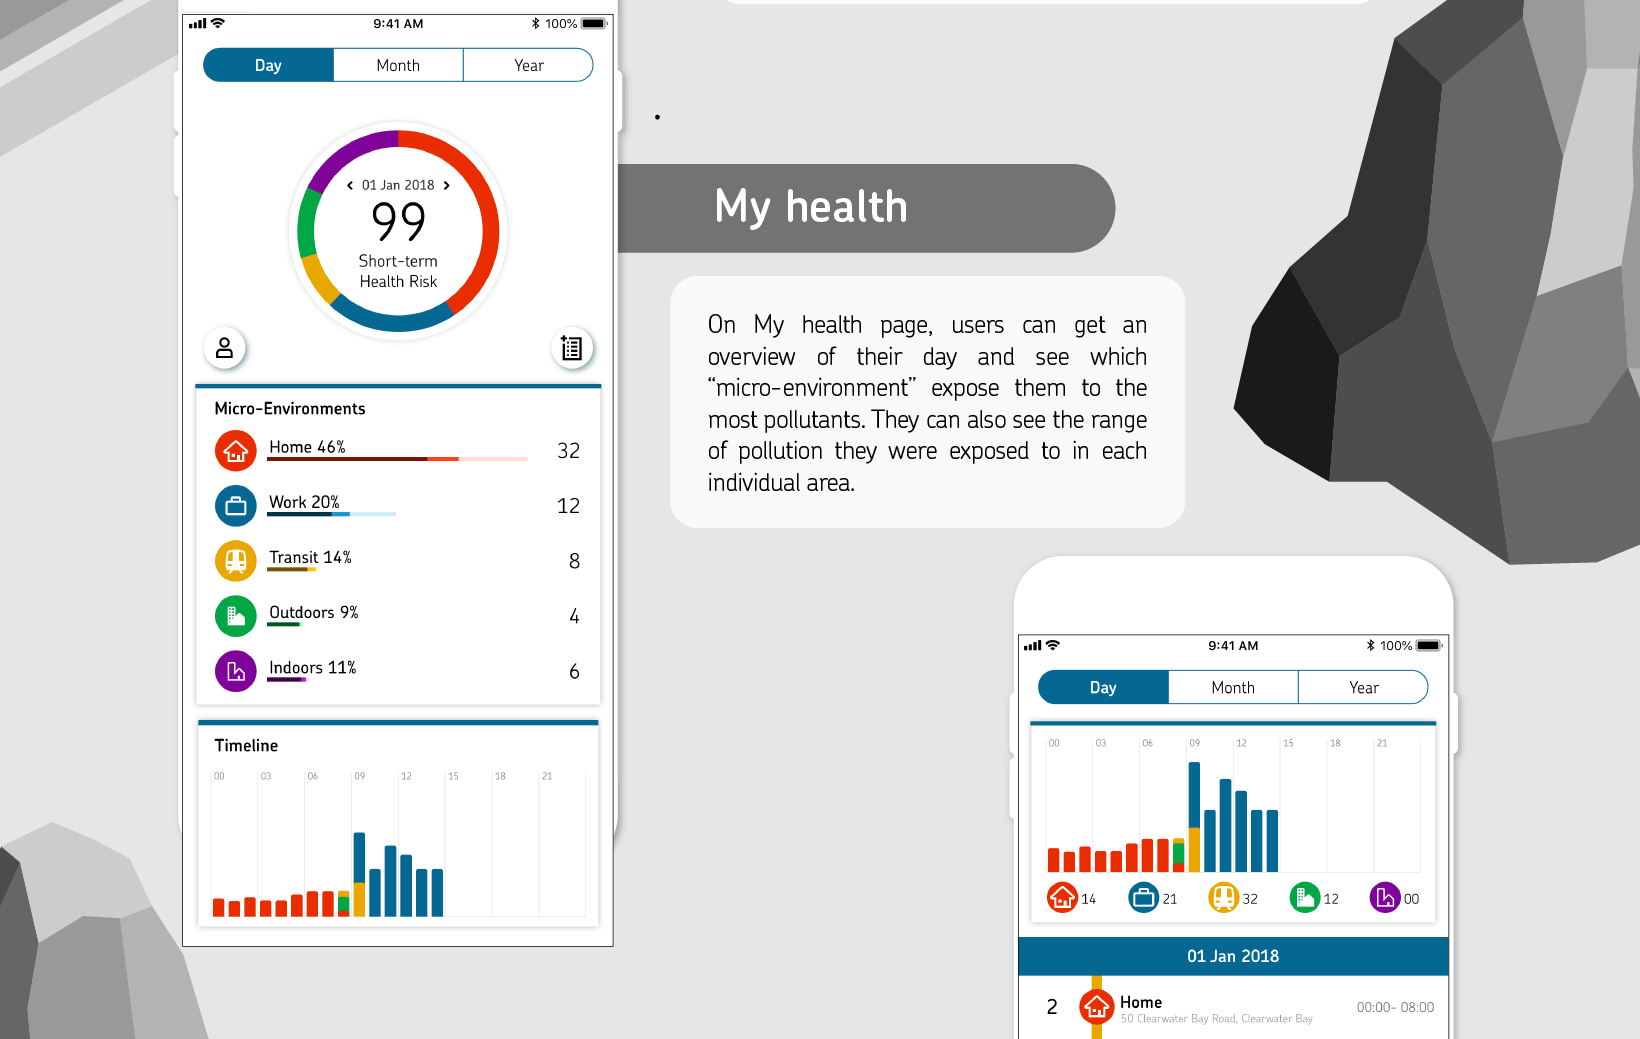 9:41 AM
100%
Day Month Year
01 Jan 2018
99
Short-term
Health Risk
Micro-Environments
Home 46% 32
Work 20% 12
Transit 14% 8
Outdoors 9% 4
Indoors 11% 6
Timeline
00 03 06 09 12 15 18 21
My health
On My health page, users can get an
overview of their day and see which
“micro-environment” expose them to the
most pollutants. They can also see the range
of pollution they were exposed to in each
individual area.
9:41 AM
100%
Day Month Year
00 03 06 09 12 15 18 21
14 21 32 12 00
01 Jan 2018
2 Home 00:00- 08:00
50 Clearwater Bay Road, Clearwater Bay